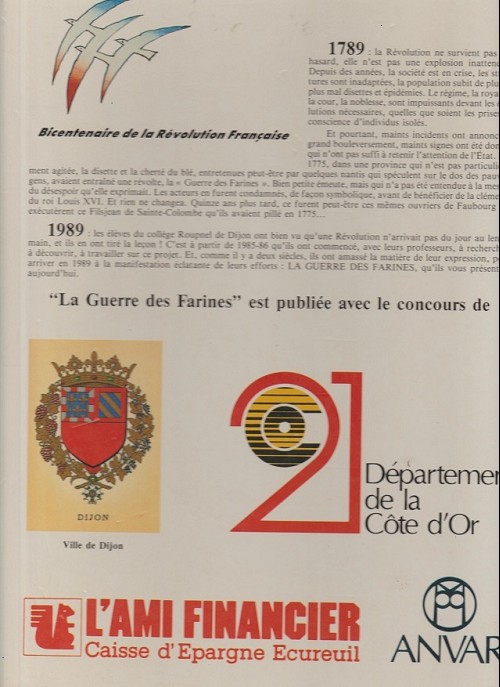 Bicentenaire de la Révolution Française
1789 : la Révolution ne survient pas
hasard, elle n'est pas une explosion inatten
Depuis des années, la société est en crise, les st
tures sont inadaptées, la population subit de plu
plus mal disettes et épidémies. Le régime, la roya
la cour, la noblesse, sont impuissants devant les
lutions nécessaires, quelles que soient les prises
conscience d'individus isolés.
Et pourtant, maints incidents ont annonc
grand bouleversement, maints signes ont été don
qui n'ont pas suffi à retenir l'attention de l'Etat.
1775, dans une province qui n'est pas particuliè
ment agitée, la disette et la cherté du blé, entretenues peut-être par quelques nantis qui spéculent sur le dos des pauv
gens, avaient entraîné une révolte, la « Guerre des Farines ». Bien petite émeute, mais qui n'a pas été entendue à la mes
du désespoir qu'elle exprimait. Les acteurs en furent condamnés, de façon symbolique, avant de bénéficier de la cléme
du roi Louis XVI. Et rien ne changea. Quinze ans plus tard, ce furent peut-être ces mêmes ouvriers de Faubourg
exécutèrent ce Filsjean de Sainte-Colombe qu'ils avaient pillé en 1775...
1989 : les élèves du collège Roupnel de Dijon ont bien vu qu'une Révolution n'arrivait pas du jour au len
main, et ils en ont tiré la leçon ! C'est à partir de 1985-86 qu'ils ont commencé, avec leurs professeurs, à recherch
à découvrir, à travailler sur ce projet. Et, comme il y a deux siècles, ils ont amassé la matière de leur expression, p
arriver en 1989 à la manifestation éclatante de leurs efforts : LA GUERRE DES FARINES, qu'ils vous présent
aujourd'hui.
“La Guerre des Farines” est publiée avec le concours de
DIJON
Ville de Dijon
21
Départemen
de la
Côte d'Or
L'AMI FINANCIER
Caisse d'Epargne Ecureuil
ANVAR